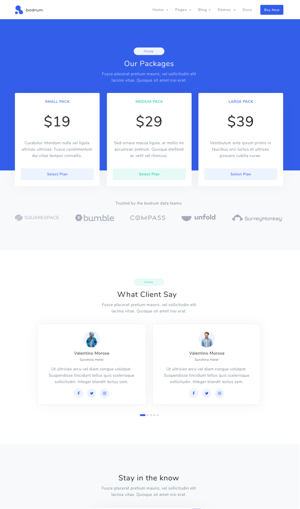 bodrum
Home Pages Blog Demos Docs Buy Now
Our Packages
Fusce placerat pretium mauris, vel sollicitudin elit
lacinia vitae. Quisque sit amet nisi erat.
SMALL PACK
$19
Curabitur interdum nulla vel ligula
ultrices ultricies. Fusce condimentum
dui vitae tempor convallis.
Select Plan
MEDIUM PACK
$29
Sed ornare massa ligula, at mollis mi
accumsan pretium. Quisque eleifend
ac velit vel rhoncus.
Select Plan
LARGE PACK
$39
Vestibulum ante ipsum primis in
faucibus orci luctus et ultrices
posuere cubilia curae.
Select Plan
Trusted by the bodrum data teams
SQUARESPACE
bumble
COMPASS
unfold
SurveyMonkey
What Client Say
Fusce placerat pretium mauris, vel sollicitudin elit
lacinia vitae. Quisque sit amet nisi erat.
Valentino Morose
Sanchino Hotel
Ut ultricies arcu vel diam congue volutpat.
Suspendisse tincidunt tellus quis scelerisque
sollicitudin. Integer blandit luctus sem.
Valentino Morose
Sanchino Hotel
Ut ultricies arcu vel diam congue volutpat.
Suspendisse tincidunt tellus quis scelerisque
sollicitudin. Integer blandit luctus sem.
Stay in the know
Fusce placerat pretium mauris, vel sollicitudin elit
lacinia vitae. Quisque sit amet nisi erat.